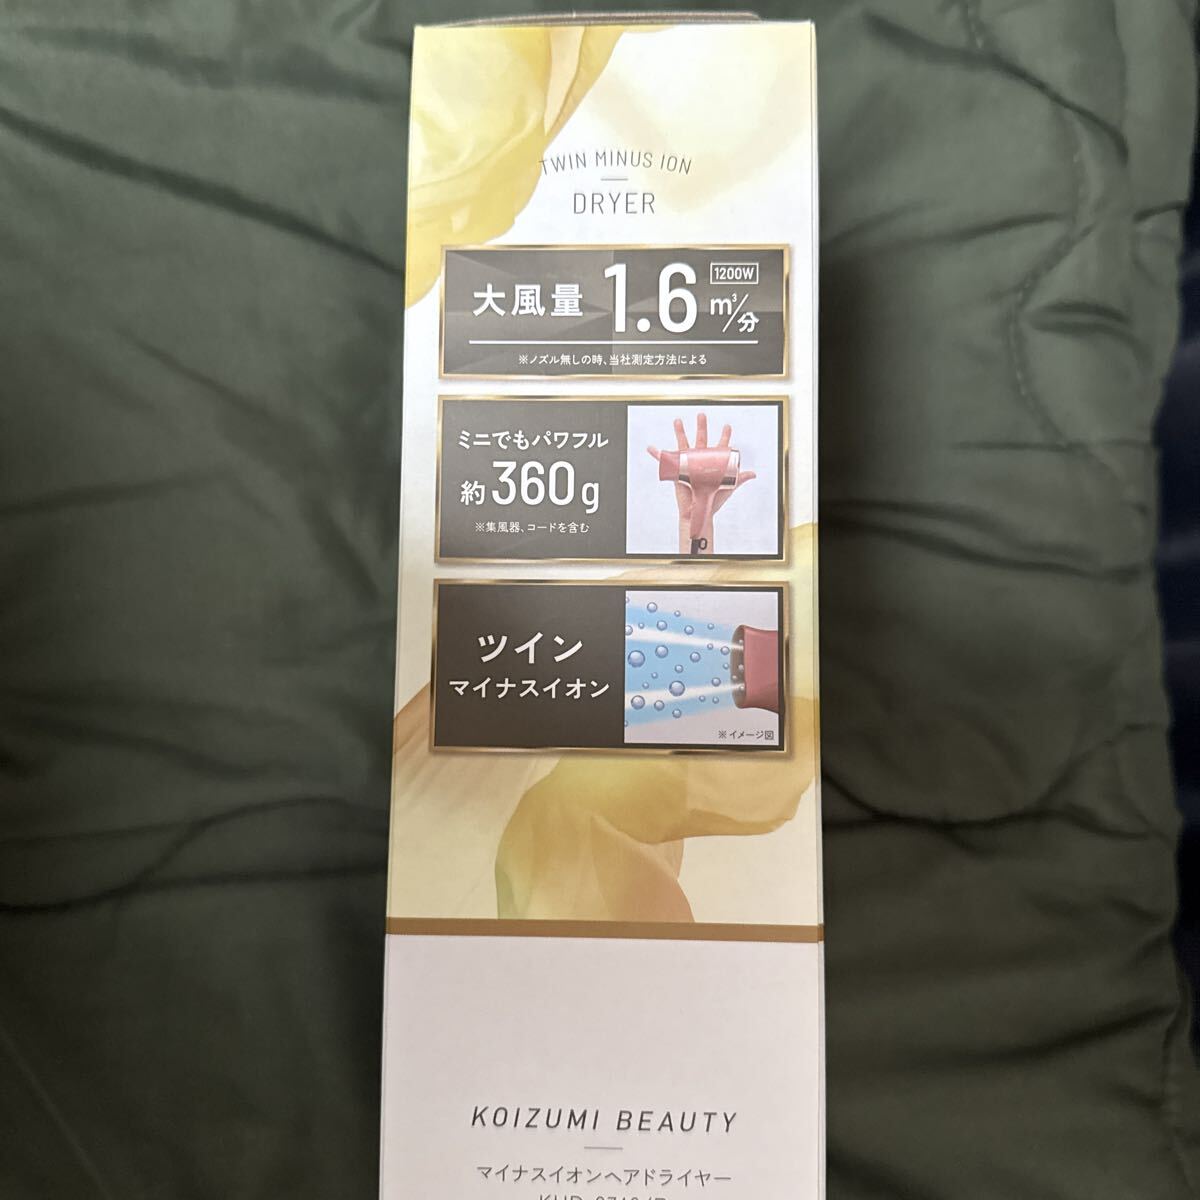 TWIN MINUS ION
DRYER
大風量 1.6 m³/分
1200W
※ノズル無しの時、当社測定方法による
ミニでもパワフル
約360g
※集風器、コードを含む
ツイン
マイナスイオン
※イメージ図
KOIZUMI BEAUTY
マイナスイオンヘアドライヤー